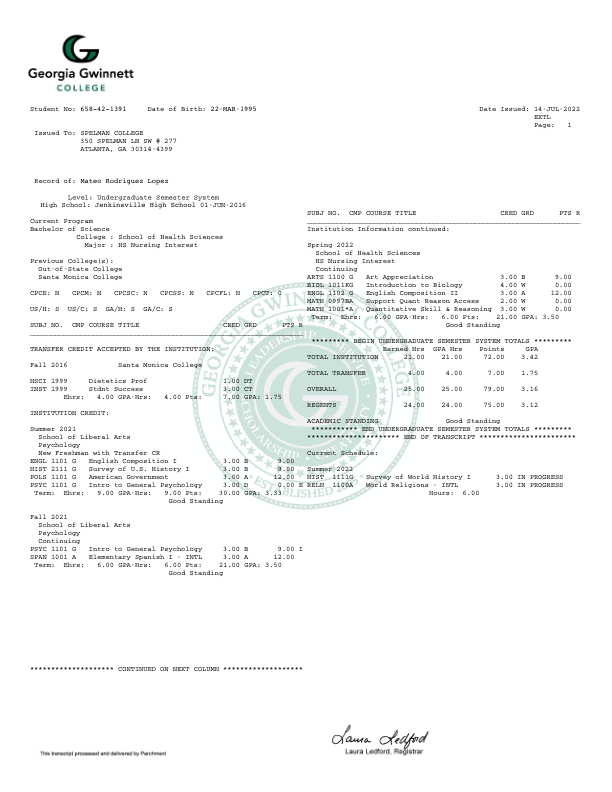 Georgia Gwinnett
COLLEGE
Student No: 658-42-1391 Date of Birth: 22-MAR-1995
Date Issued: 14-JUL-2022
EXTL
Page: 1
Issued To: SPELMAN COLLEGE
350 SPELMAN LN SW # 277
ATLANTA, GA 30314-4399
Record of: Mateo Rodriguez Lopez
Level: Undergraduate Semester System
High School: Jenkinsville High School 01-JUN-2016
Current Program
Bachelor of Science
College : School of Health Sciences
Major : HS Nursing Interest
Previous College(s):
Out-of-State College
Santa Monica College
CPCE: N CPCM: N CPCSC: N CPCSS: N CPCFL: N CPCT: 0
US/H: S US/C: S GA/H: S GA/C: S
SUBJ NO. CMP COURSE TITLE CRED GRD PTS R
TRANSFER CREDIT ACCEPTED BY THE INSTITUTION:
Fall 2016 Santa Monica College
HSCI 1999 Dietetics Prof 1.00 DT
INST 1999 Stdnt Success 3.00 CT
Ehrs: 4.00 GPA-Hrs: 4.00 Pts: 7.00 GPA: 1.75
INSTITUTION CREDIT:
Summer 2021
School of Liberal Arts
Psychology
New Freshman with Transfer CR
ENGL 1101 G English Composition I 3.00 B 9.00
HIST 2111 G Survey of U.S. History I 3.00 B 9.00
POLS 1101 G American Government 3.00 A 12.00
PSYC 1101 G Intro to General Psychology 3.00 D 0.00 E
Term: Ehrs: 9.00 GPA-Hrs: 9.00 Pts: 30.00 GPA: 3.33
Good Standing
Fall 2021
School of Liberal Arts
Psychology
Continuing
PSYC 1101 G Intro to General Psychology 3.00 B 9.00 I
SPAN 1001 A Elementary Spanish I - INTL 3.00 A 12.00
Term: Ehrs: 6.00 GPA-Hrs: 6.00 Pts: 21.00 GPA: 3.50
Good Standing
******************** CONTINUED ON NEXT COLUMN *******************
SUBJ NO. CMP COURSE TITLE CRED GRD PTS R
Institution Information continued:
Spring 2022
School of Health Sciences
HS Nursing Interest
Continuing
ARTS 1100 G Art Appreciation 3.00 B 9.00
BIOL 1011KG Introduction to Biology 4.00 W 0.00
ENGL 1102 G English Composition II 3.00 A 12.00
MATH 0997BA Support Quant Reason Access 2.00 W 0.00
MATH 1001*A Quantitative Skill & Reasoning 3.00 W 0.00
Term: Ehrs: 6.00 GPA-Hrs: 6.00 Pts: 21.00 GPA: 3.50
Good Standing
********* BEGIN UNDERGRADUATE SEMESTER SYSTEM TOTALS *********
Earned Hrs GPA Hrs Points GPA
TOTAL INSTITUTION 21.00 21.00 72.00 3.42
TOTAL TRANSFER 4.00 4.00 7.00 1.75
OVERALL 25.00 25.00 79.00 3.16
REGENTS 24.00 24.00 75.00 3.12
ACADEMIC STANDING Good Standing
*********** END UNDERGRADUATE SEMESTER SYSTEM TOTALS *********
********************** END OF TRANSCRIPT ***********************
Current Schedule:
Summer 2022
HIST 1111G Survey of World History I 3.00 IN PROGRESS
RELN 1100A World Religions - INTL 3.00 IN PROGRESS
Hours: 6.00
Laura Ledford
Laura Ledford, Registrar
This transcript processed and delivered by Parchment